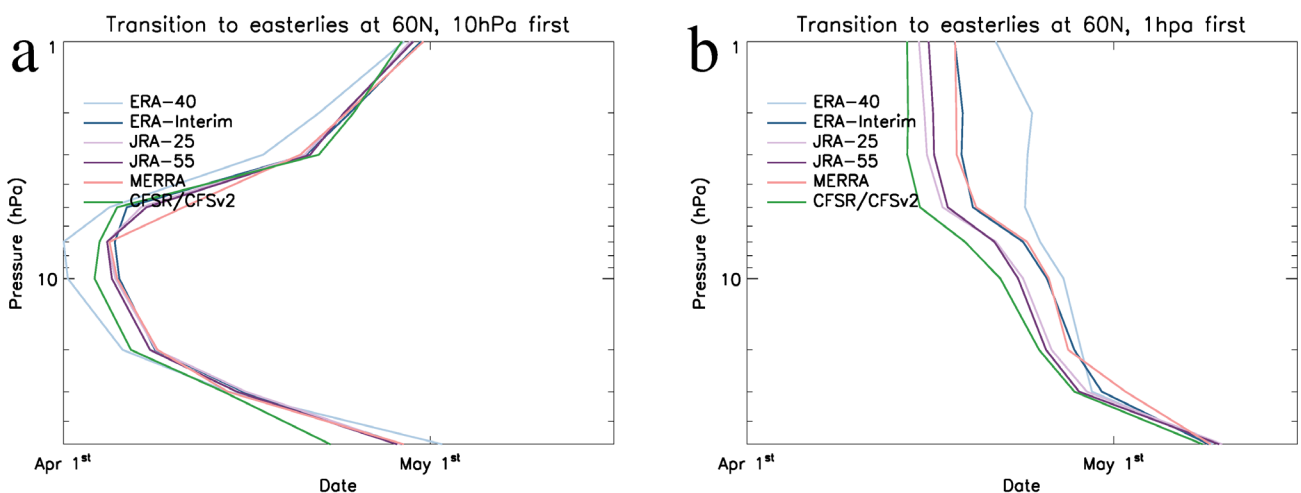 a
Transition to easterlies at 60N, 10hPa first
1
ERA-40
ERA-Interim
JRA-25
JRA-55
MERRA
CFSR/CFSv2
10
Pressure (hPa)
Apr 1st
May 1st
Date
b
Transition to easterlies at 60N, 1hpa first
1
ERA-40
ERA-Interim
JRA-25
JRA-55
MERRA
CFSR/CFSv2
10
Pressure (hPa)
Apr 1st
May 1st
Date